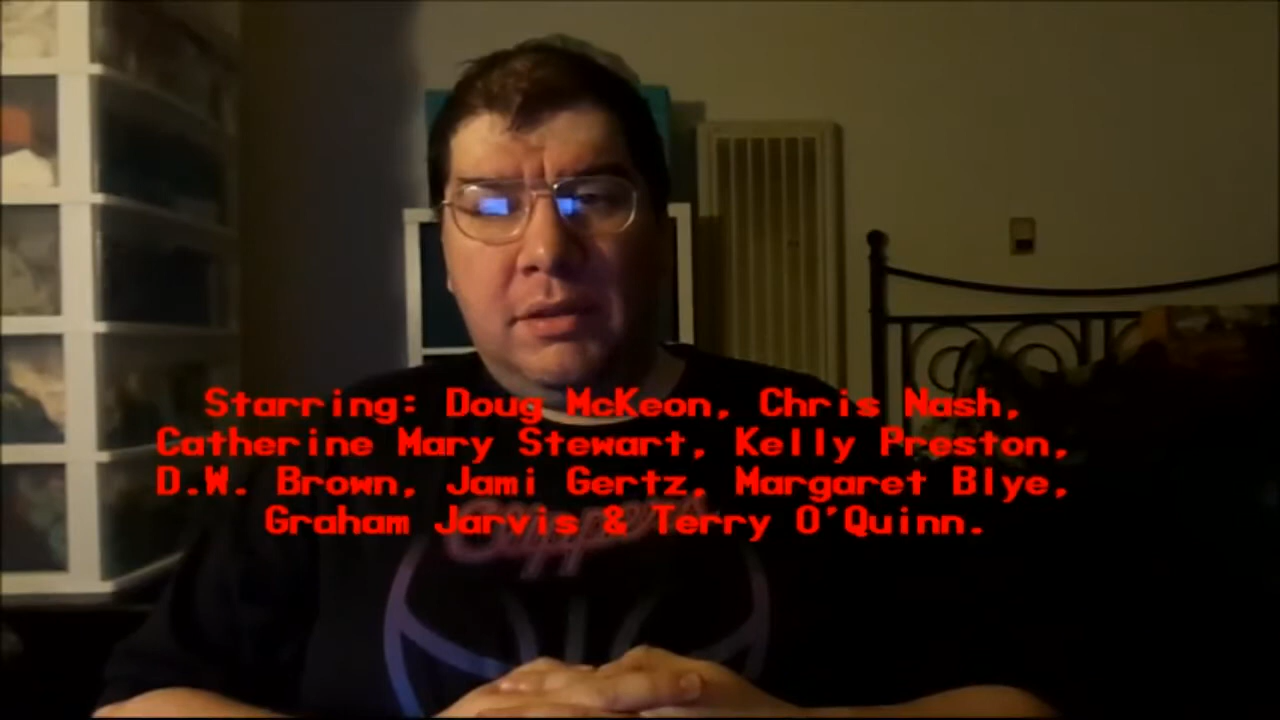 Starring: Doug McKeon, Chris Nash,
Catherine Mary Stewart, Kelly Preston,
D.W. Brown, Jami Gertz, Margaret Blye,
Graham Jarvis & Terry O'Quinn.
Clippers